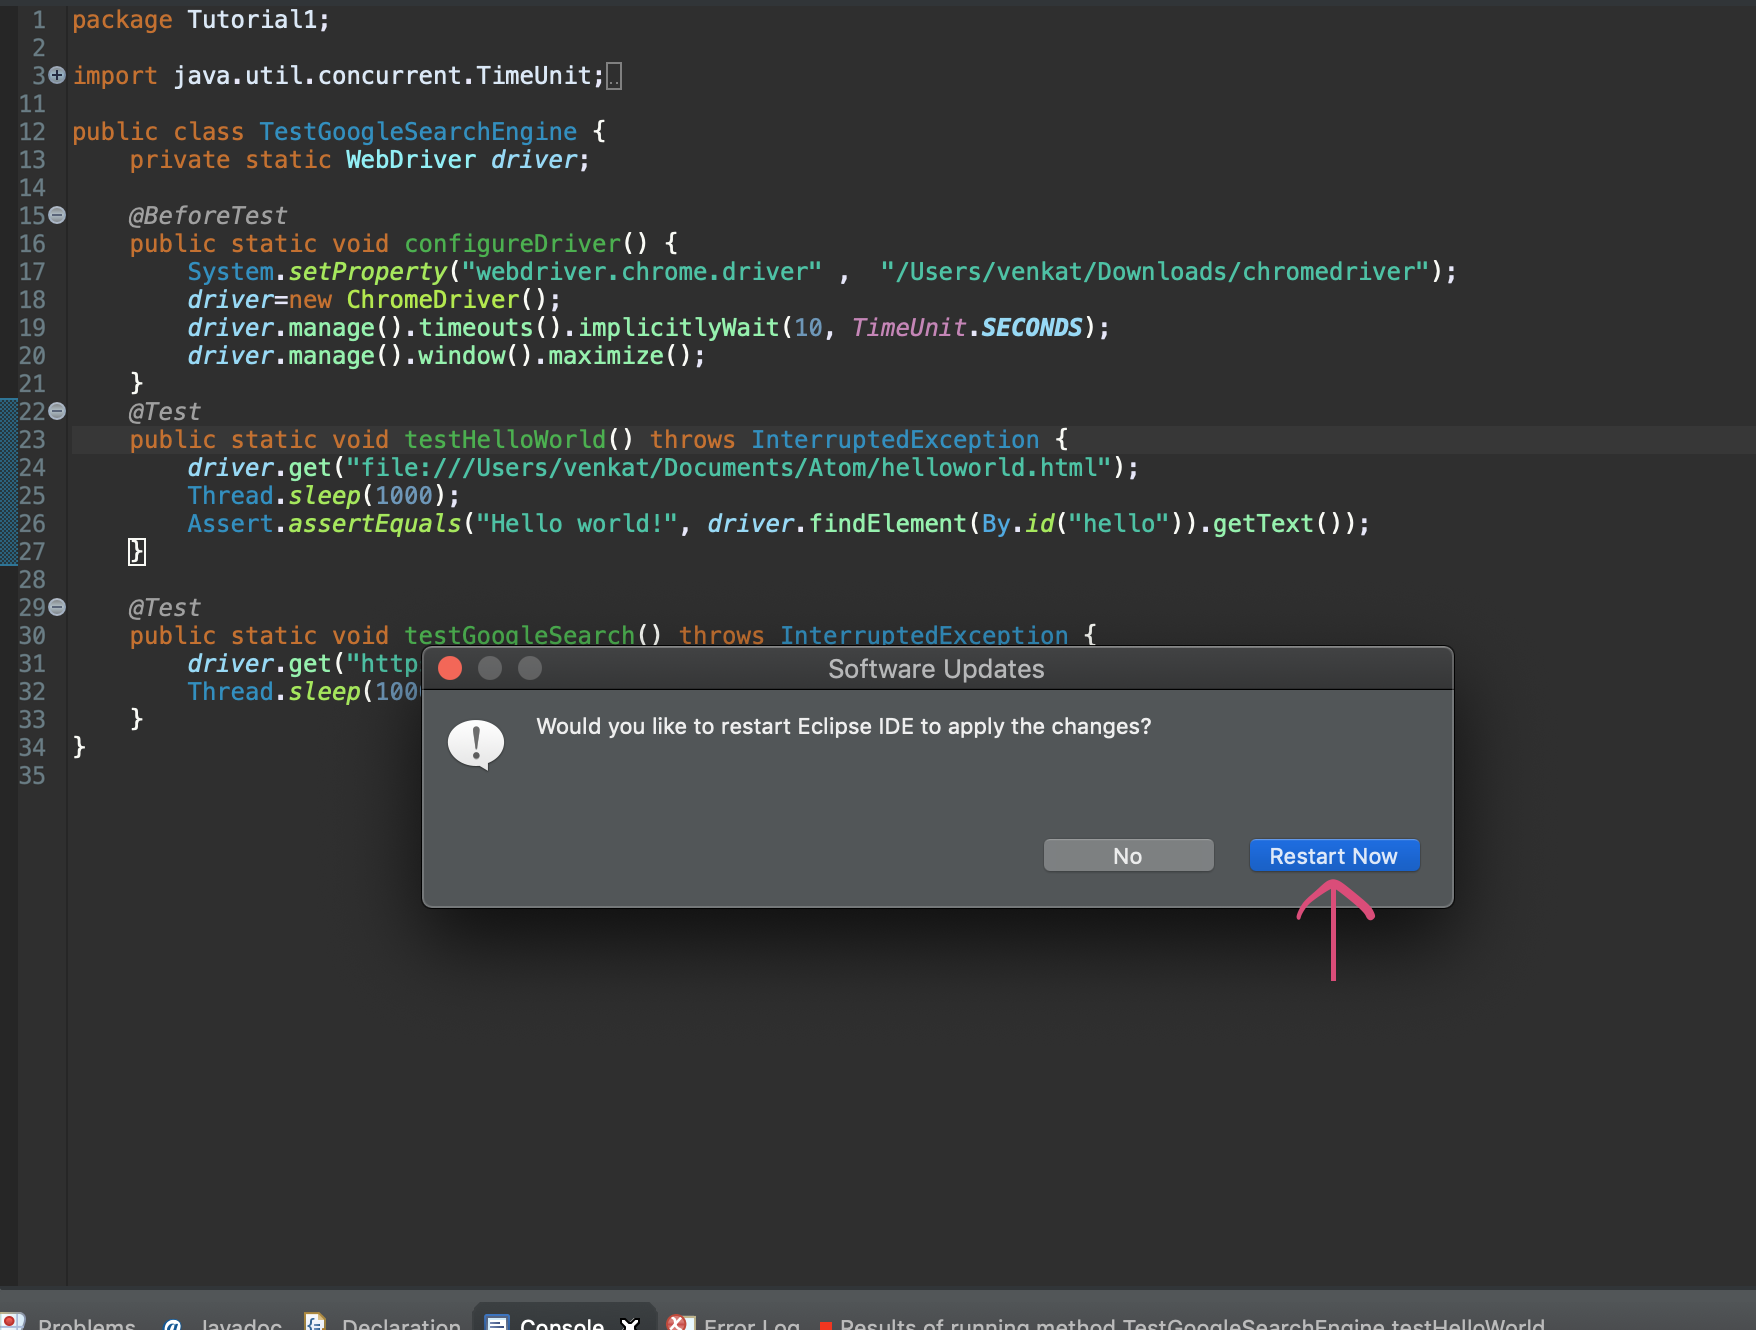 1 package Tutorial1;
2
3 import java.util.concurrent.TimeUnit;
11
12 public class TestGoogleSearchEngine {
13 private static WebDriver driver;
14
15 @BeforeTest
16 public static void configureDriver() {
17 System.setProperty("webdriver.chrome.driver" , "/Users/venkat/Downloads/chromedriver");
18 driver=new ChromeDriver();
19 driver.manage().timeouts().implicitlyWait(10, TimeUnit.SECONDS);
20 driver.manage().window().maximize();
21 }
22 @Test
23 public static void testHelloWorld() throws InterruptedException {
24 driver.get("file:///Users/venkat/Documents/Atom/helloworld.html");
25 Thread.sleep(1000);
26 Assert.assertEquals("Hello world!", driver.findElement(By.id("hello")).getText());
27 }
28
29 @Test
30 public static void testGoogleSearch() throws InterruptedException {
31 driver.get("http
32 Thread.sleep(100
33 }
34 }
35
Software Updates
Would you like to restart Eclipse IDE to apply the changes?
No Restart Now
Problems Javadoc Declaration Console Error Log Results of running method TestGoogleSearchEngine.testHelloWorld